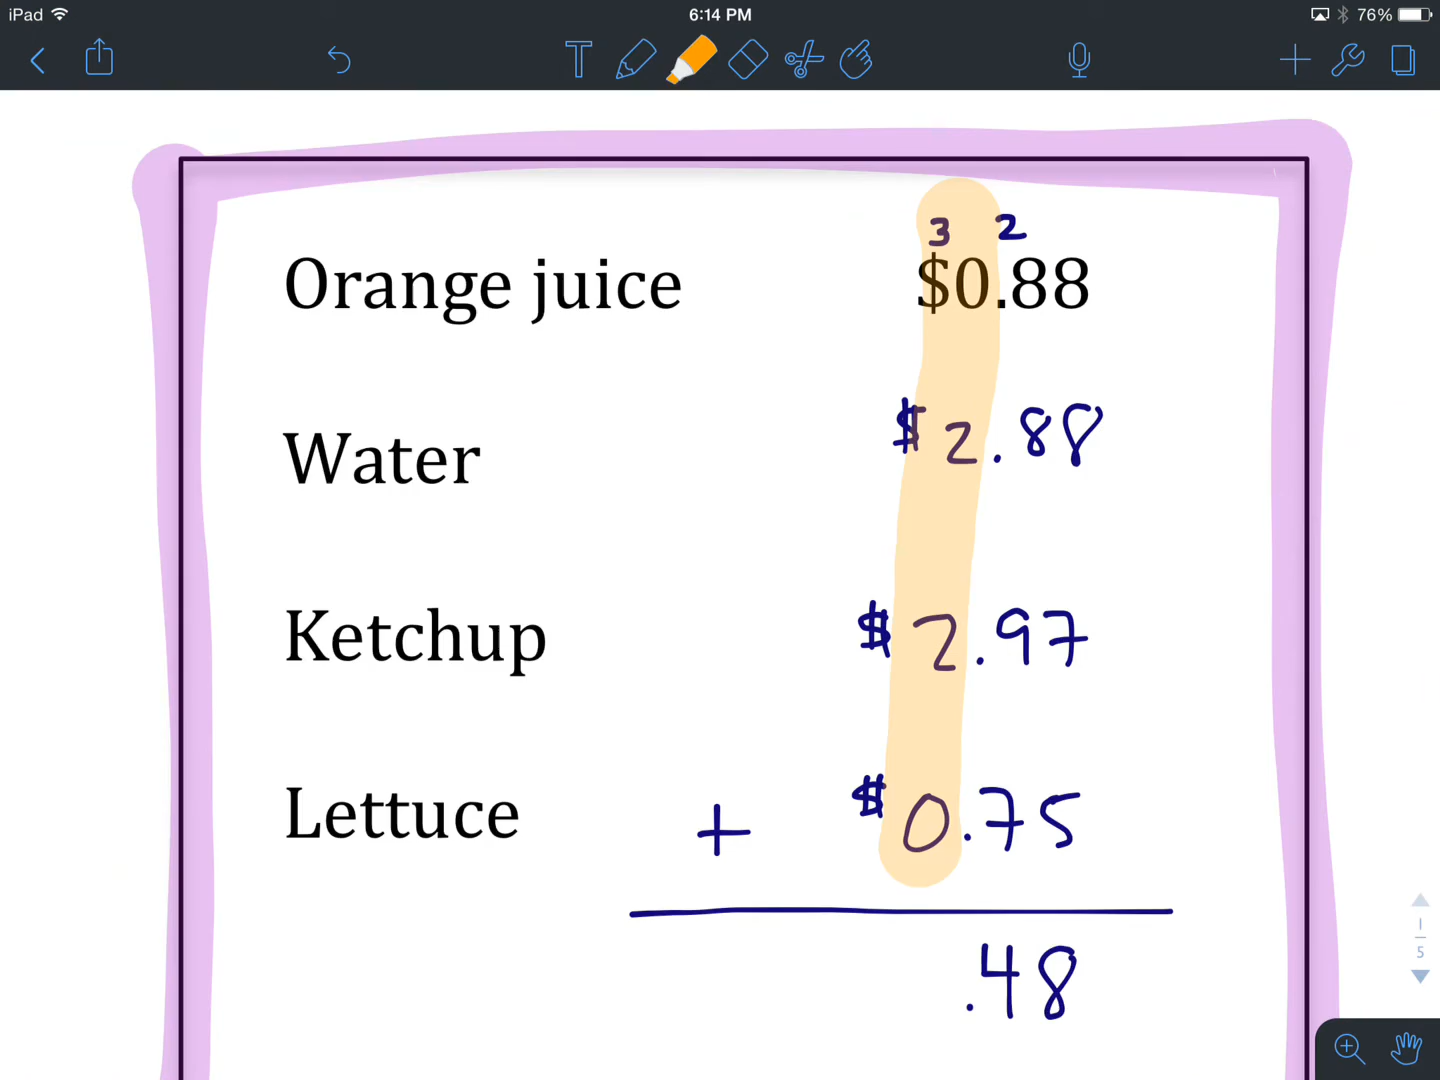 iPad 6:14 PM 76%
T
3 2
Orange juice $0.88
Water $2.88
Ketchup $2.97
Lettuce + $0.75
.48
1
5